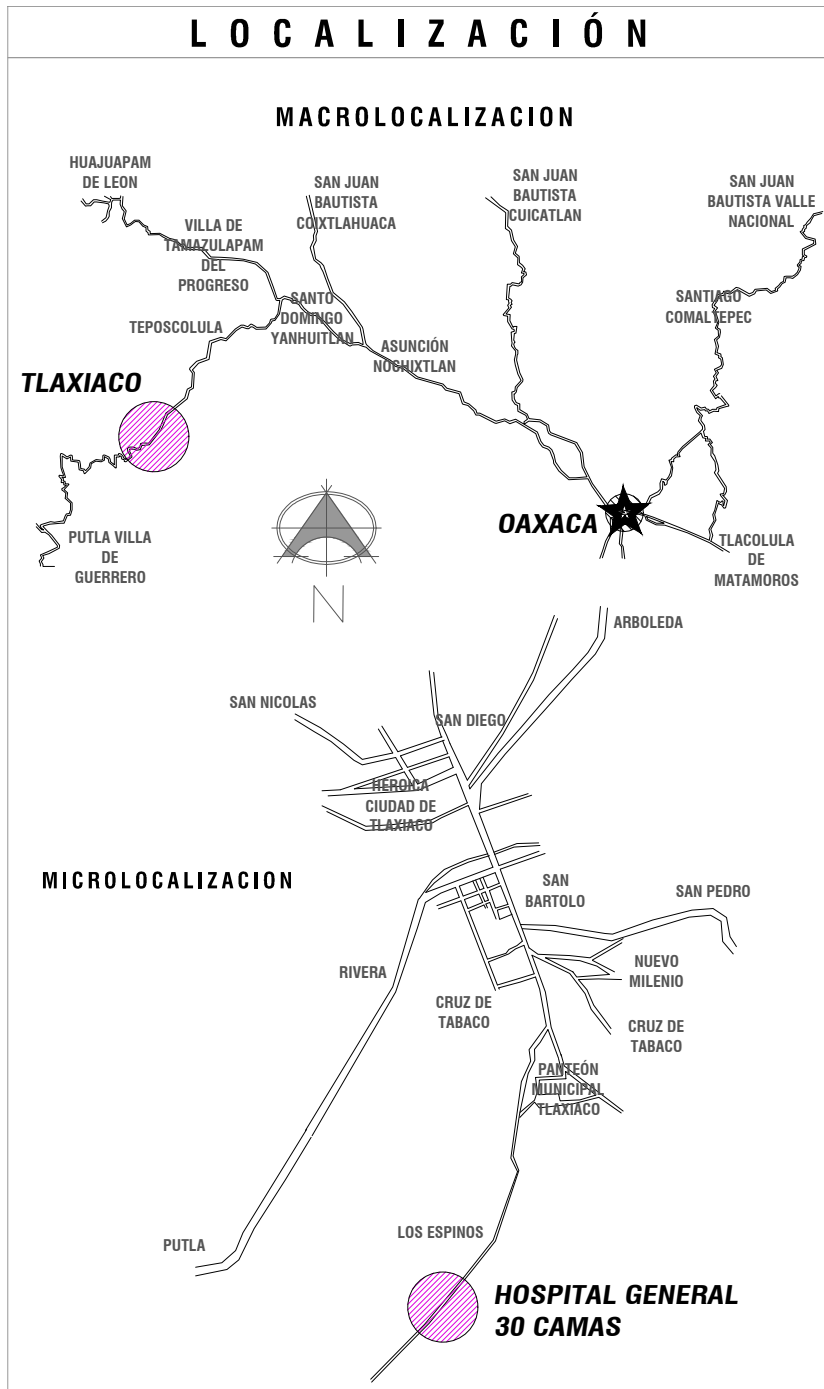 LOCALIZACIÓN
MACROLOCALIZACION
HUAJUAPAM
DE LEON
SAN JUAN
BAUTISTA
COIXTLAHUACA
SAN JUAN
BAUTISTA
CUICATLAN
SAN JUAN
BAUTISTA VALLE
NACIONAL
VILLA DE
TAMAZULAPAM
DEL
PROGRESO
SANTO
DOMINGO
YANHUITLAN
SANTIAGO
COMALTEPEC
TEPOSCOLULA
ASUNCIÓN
NOCHIXTLAN
TLAXIACO
OAXACA
PUTLA VILLA
DE
GUERRERO
TLACOLULA
DE
MATAMOROS
N
ARBOLEDA
SAN NICOLAS
SAN DIEGO
HEROICA
CIUDAD DE
TLAXIACO
MICROLOCALIZACION
SAN
BARTOLO
SAN PEDRO
RIVERA
NUEVO
MILENIO
CRUZ DE
TABACO
CRUZ DE
TABACO
PANTEÓN
MUNICIPAL
TLAXIACO
PUTLA
LOS ESPINOS
HOSPITAL GENERAL
30 CAMAS